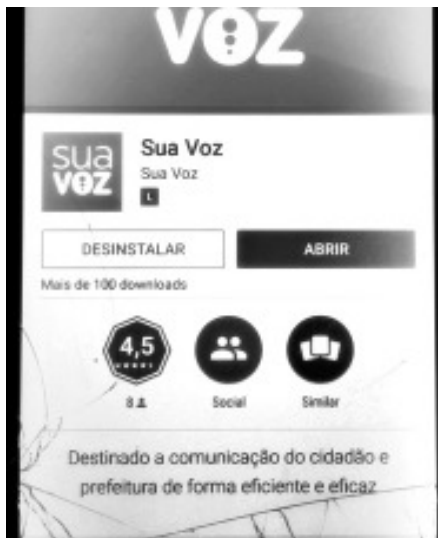 VOZ
sua
VOZ
Sua Voz
Sua Voz
L
DESINSTALAR
ABRIR
Mais de 100 downloads
4,5
8
Social
Similar
Destinado a comunicação do cidadão e
prefeitura de forma eficiente e eficaz